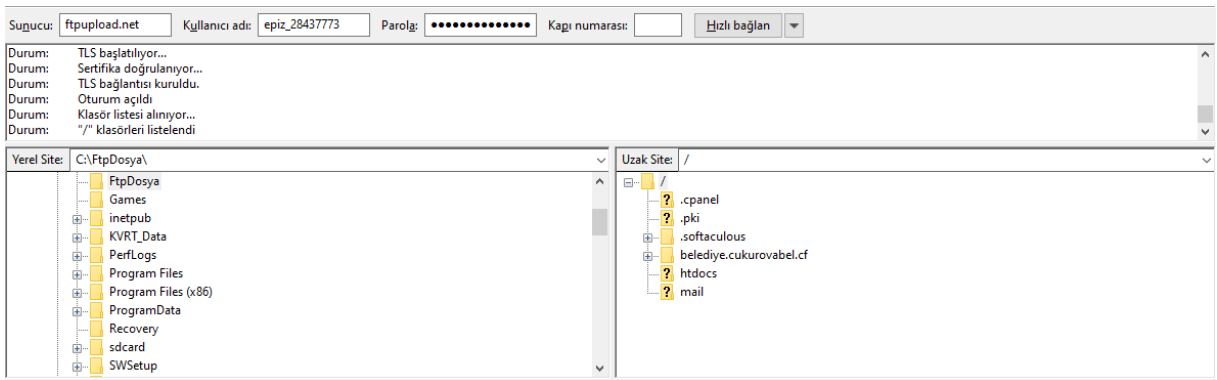 Sunucu: ftpupload.net Kullanıcı adı: epiz_28437773 Parola: ●●●●●●●●●●●●●● Kapı numarası: Hızlı bağlan
Durum: TLS başlatılıyor...
Durum: Sertifika doğrulanıyor...
Durum: TLS bağlantısı kuruldu.
Durum: Oturum açıldı
Durum: Klasör listesi alınıyor...
Durum: "/" klasörleri listelendi
Yerel Site: C:\FtpDosya\
FtpDosya
Games
inetpub
KVRT_Data
PerfLogs
Program Files
Program Files (x86)
ProgramData
Recovery
sdcard
SWSetup
Uzak Site: /
/
? .cpanel
? .pki
.softaculous
belediye.cukurovabel.cf
? htdocs
? mail